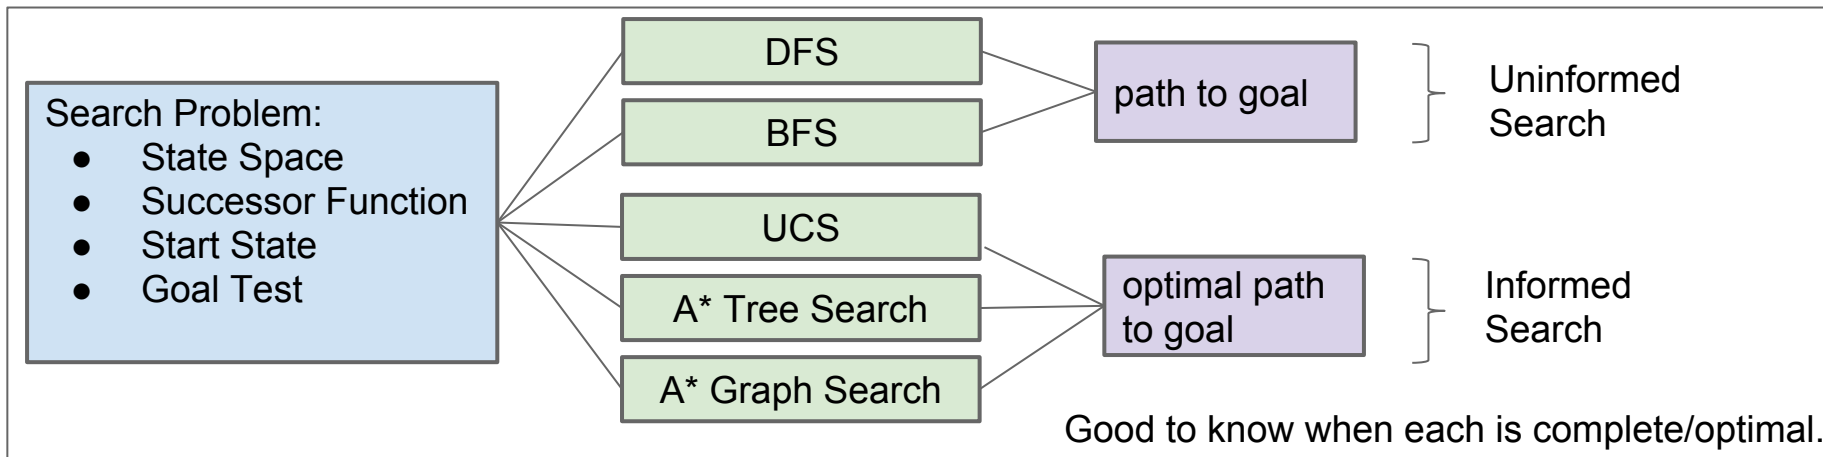 Search Problem:
● State Space
● Successor Function
● Start State
● Goal Test
DFS
BFS
UCS
A* Tree Search
A* Graph Search
path to goal
optimal path
to goal
Uninformed
Search
Informed
Search
Good to know when each is complete/optimal.